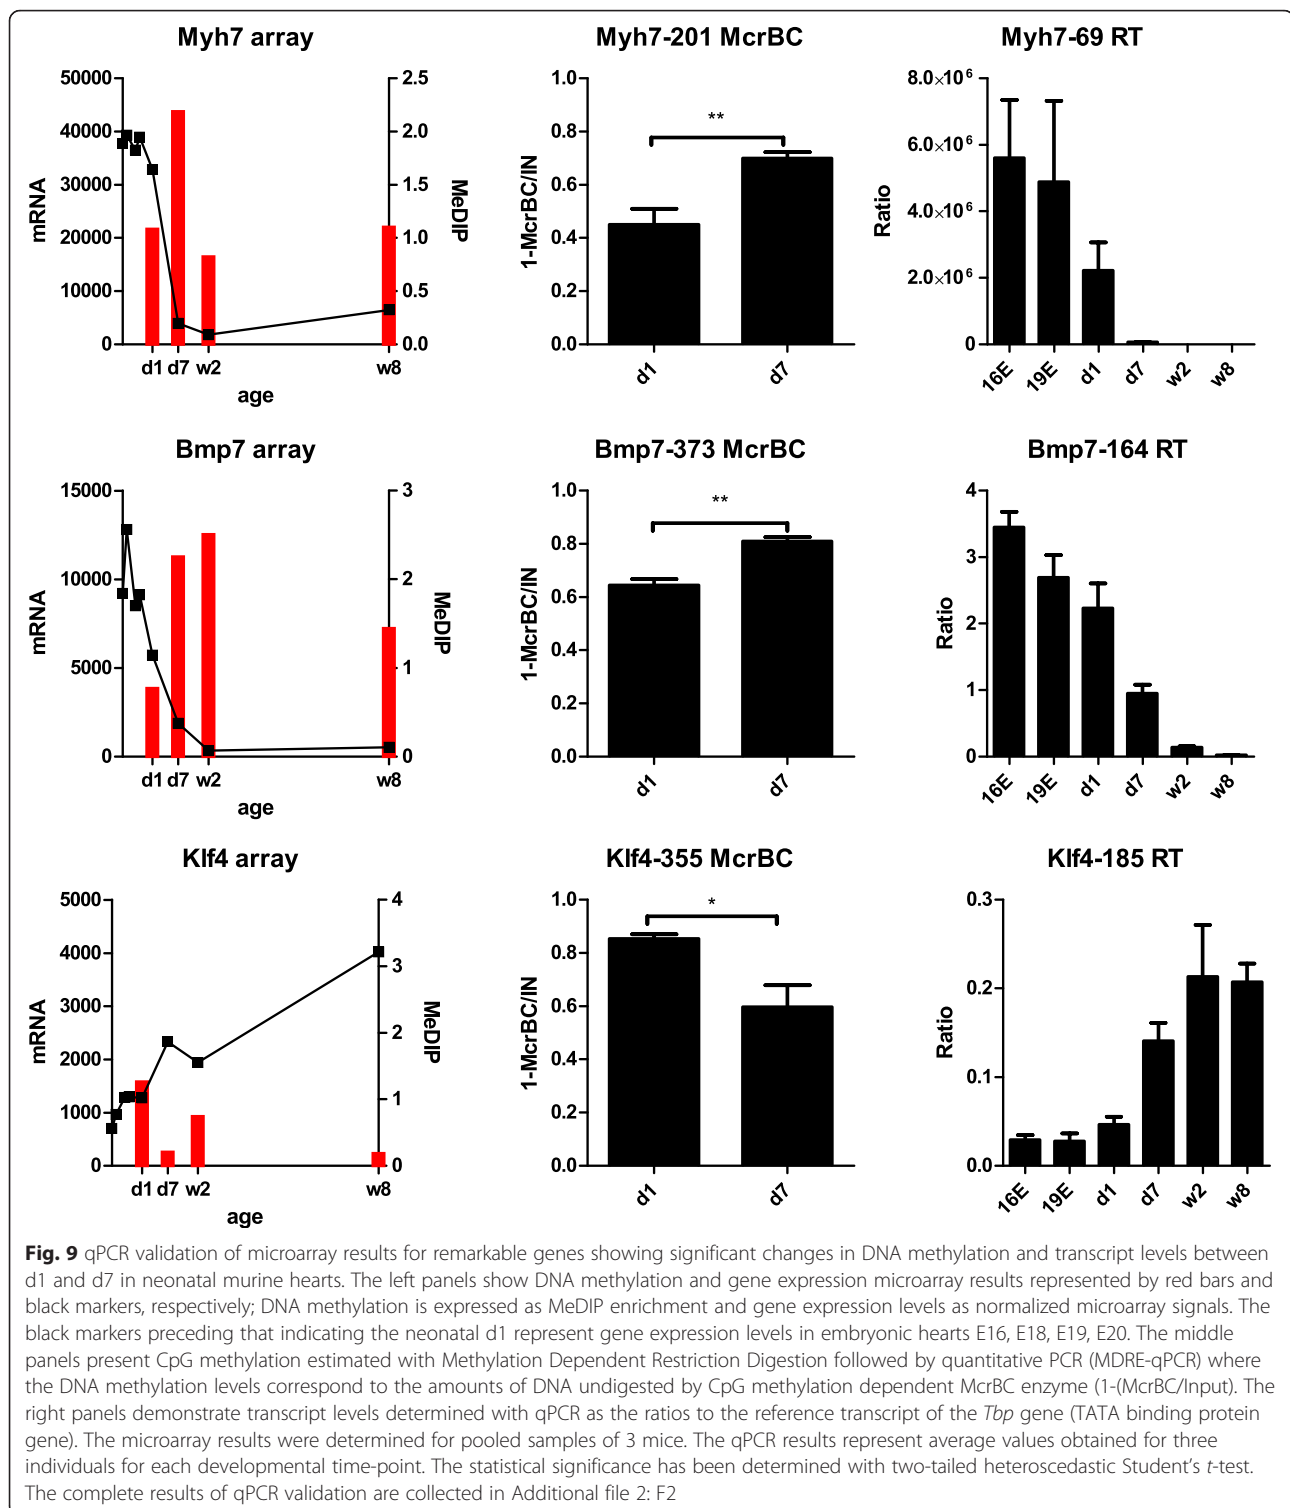 Myh7 array
50000
40000
30000
20000
10000
0
mRNA
2.5
2.0
1.5
1.0
0.5
0.0
MeDIP
d1 d7 w2 w8
age
Myh7-201 McrBC
1.0
0.8
0.6
0.4
0.2
0.0
1-McrBC/IN
**
d1 d7
Myh7-69 RT
8.0×10⁶
6.0×10⁶
4.0×10⁶
2.0×10⁶
0
Ratio
16E 19E d1 d7 w2 w8
Bmp7 array
15000
10000
5000
0
mRNA
3
2
1
0
MeDIP
d1 d7 w2 w8
age
Bmp7-373 McrBC
1.0
0.8
0.6
0.4
0.2
0.0
1-McrBC/IN
**
d1 d7
Bmp7-164 RT
4
3
2
1
0
Ratio
16E 19E d1 d7 w2 w8
Klf4 array
5000
4000
3000
2000
1000
0
mRNA
4
3
2
1
0
MeDIP
d1 d7 w2 w8
age
Klf4-355 McrBC
1.0
0.8
0.6
0.4
0.2
0.0
1-McrBC/IN
*
d1 d7
Klf4-185 RT
0.3
0.2
0.1
0.0
Ratio
16E 19E d1 d7 w2 w8
Fig. 9 qPCR validation of microarray results for remarkable genes showing significant changes in DNA methylation and transcript levels between
d1 and d7 in neonatal murine hearts. The left panels show DNA methylation and gene expression microarray results represented by red bars and
black markers, respectively; DNA methylation is expressed as MeDIP enrichment and gene expression levels as normalized microarray signals. The
black markers preceding that indicating the neonatal d1 represent gene expression levels in embryonic hearts E16, E18, E19, E20. The middle
panels present CpG methylation estimated with Methylation Dependent Restriction Digestion followed by quantitative PCR (MDRE-qPCR) where
the DNA methylation levels correspond to the amounts of DNA undigested by CpG methylation dependent McrBC enzyme (1-(McrBC/Input). The
right panels demonstrate transcript levels determined with qPCR as the ratios to the reference transcript of the Tbp gene (TATA binding protein
gene). The microarray results were determined for pooled samples of 3 mice. The qPCR results represent average values obtained for three
individuals for each developmental time-point. The statistical significance has been determined with two-tailed heteroscedastic Student's t-test.
The complete results of qPCR validation are collected in Additional file 2: F2